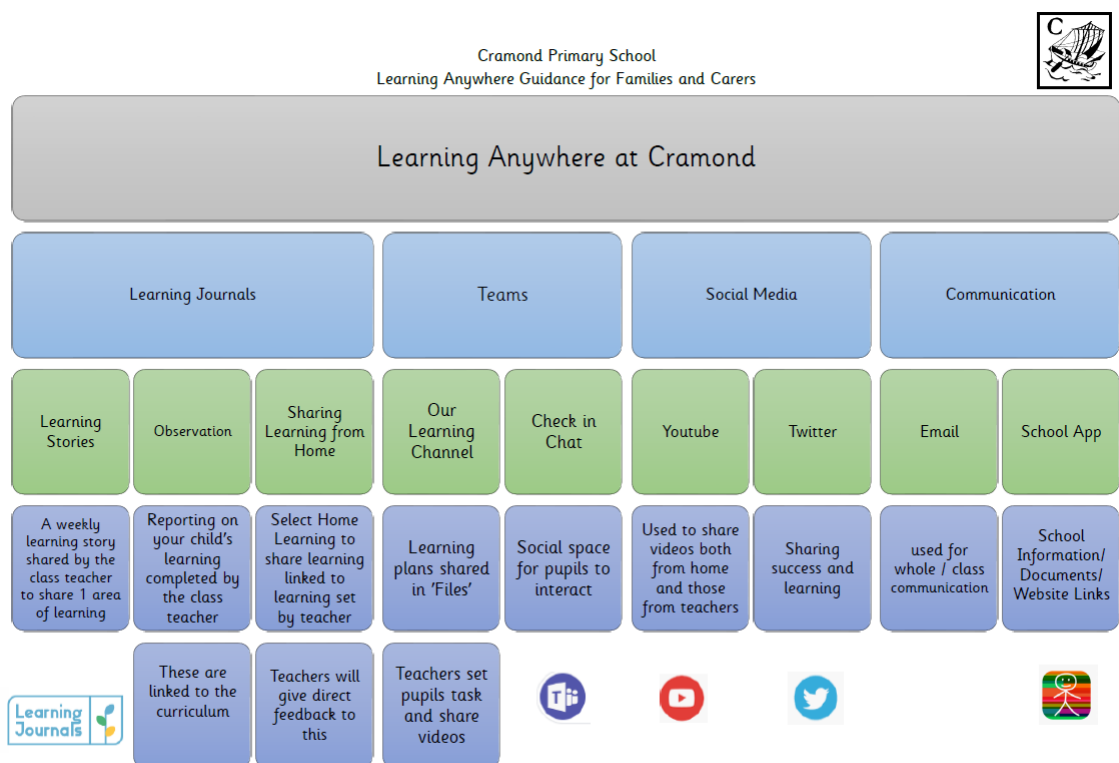 C
Cramond Primary School
Learning Anywhere Guidance for Families and Carers
Learning Anywhere at Cramond
Learning Journals
Teams
Social Media
Communication
Learning
Stories
Observation
Sharing
Learning from
Home
Our
Learning
Channel
Check in
Chat
Youtube
Twitter
Email
School App
A weekly
learning story
shared by the
class teacher
to share 1 area
of learning
Reporting on
your child's
learning
completed by
the class
teacher
Select Home
Learning to
share learning
linked to
learning set
by teacher
Learning
plans shared
in 'Files'
Social space
for pupils to
interact
Used to share
videos both
from home
and those
from teachers
Sharing
success and
learning
used for
whole / class
communication
School
Information/
Documents/
Website Links
Learning
Journals
These are
linked to the
curriculum
Teachers will
give direct
feedback to
this
Teachers set
pupils task
and share
videos
T